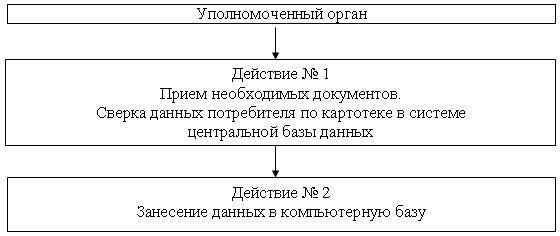 Уполномоченный орган
Действие № 1
Прием необходимых документов.
Сверка данных потребителя по картотеке в системе
центральной базы данных
Действие № 2
Занесение данных в компьютерную базу